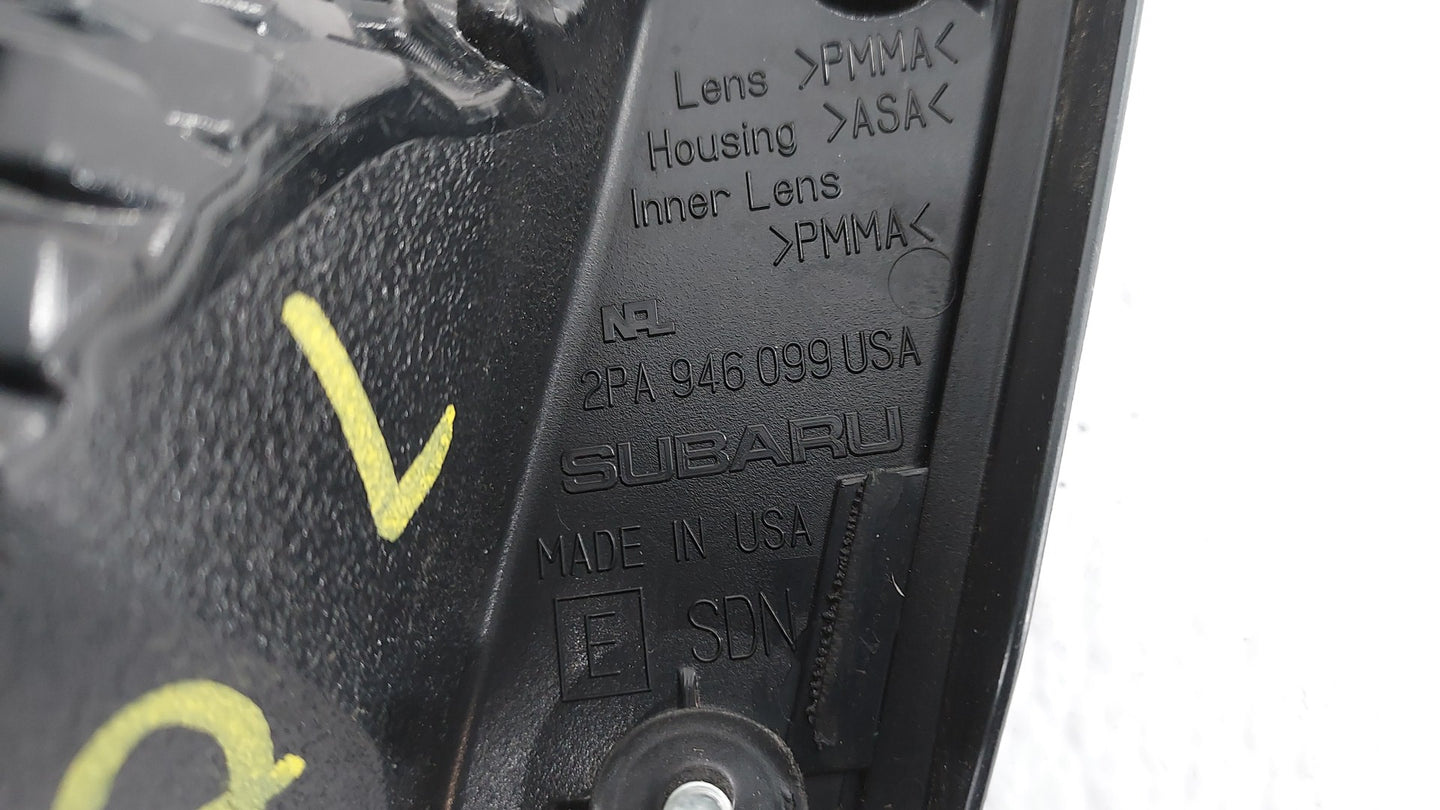 Lens >PMMA<
Housing >ASA<
Inner Lens
>PMMA<
NAL
2PA 946 099 USA
SUBARU
MADE IN USA
E SDN
L